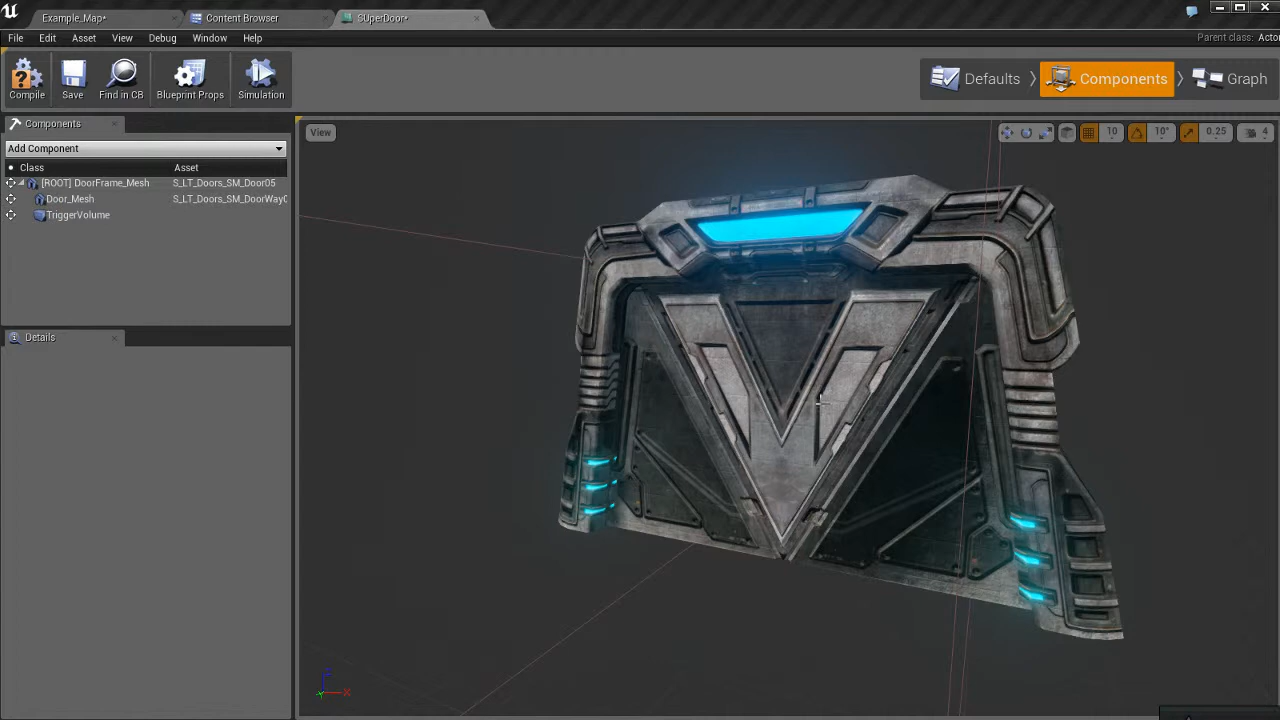 Example_Map* Content Browser SUperDoor*
File Edit Asset View Debug Window Help Parent class: Acto
Compile Save Find in CB Blueprint Props Simulation Defaults Components Graph
Components
View 10 10° 0.25 4
Add Component
Class Asset
[ROOT] DoorFrame_Mesh S_LT_Doors_SM_Door05
Door_Mesh S_LT_Doors_SM_DoorWay0
TriggerVolume
Details